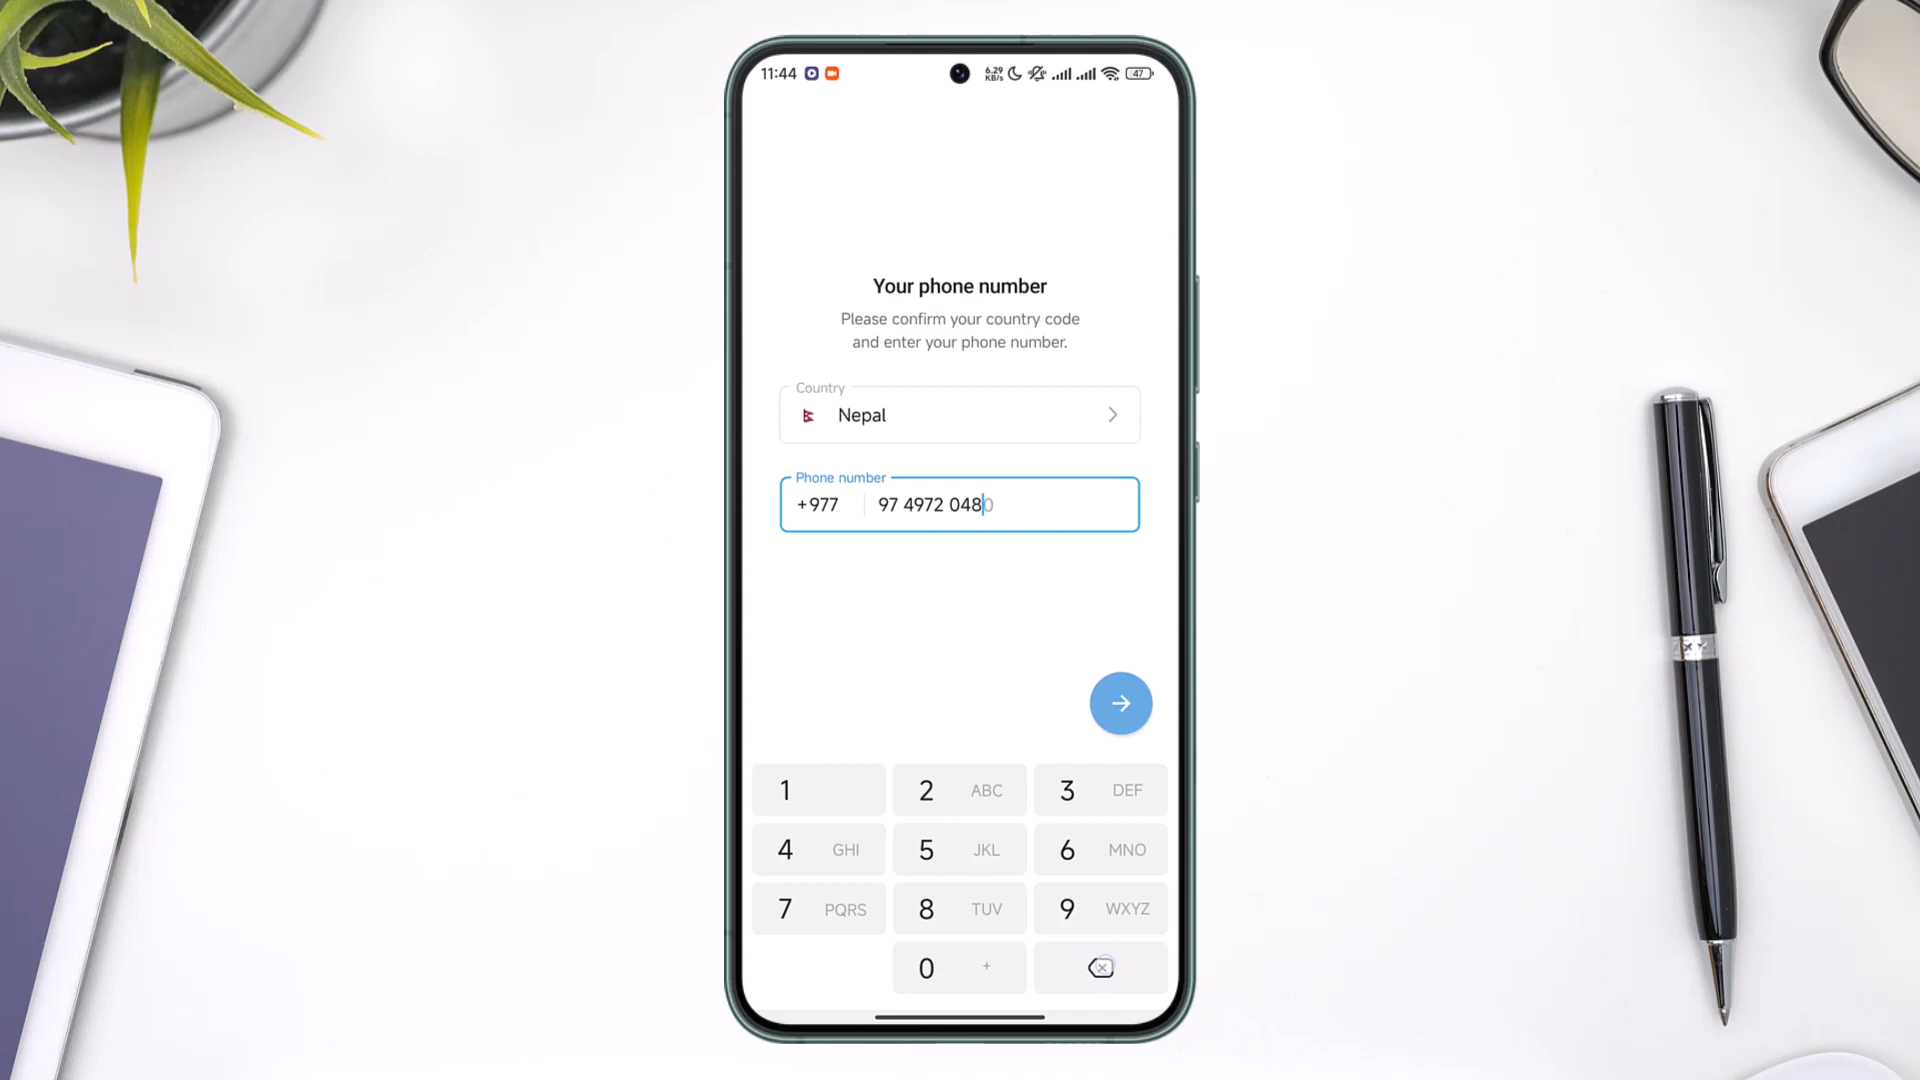 11:44 6.29 KB/s 47
Your phone number
Please confirm your country code
and enter your phone number.
Country
Nepal
Phone number
+977 97 4972 0480
1 2 ABC 3 DEF
4 GHI 5 JKL 6 MNO
7 PQRS 8 TUV 9 WXYZ
0 +